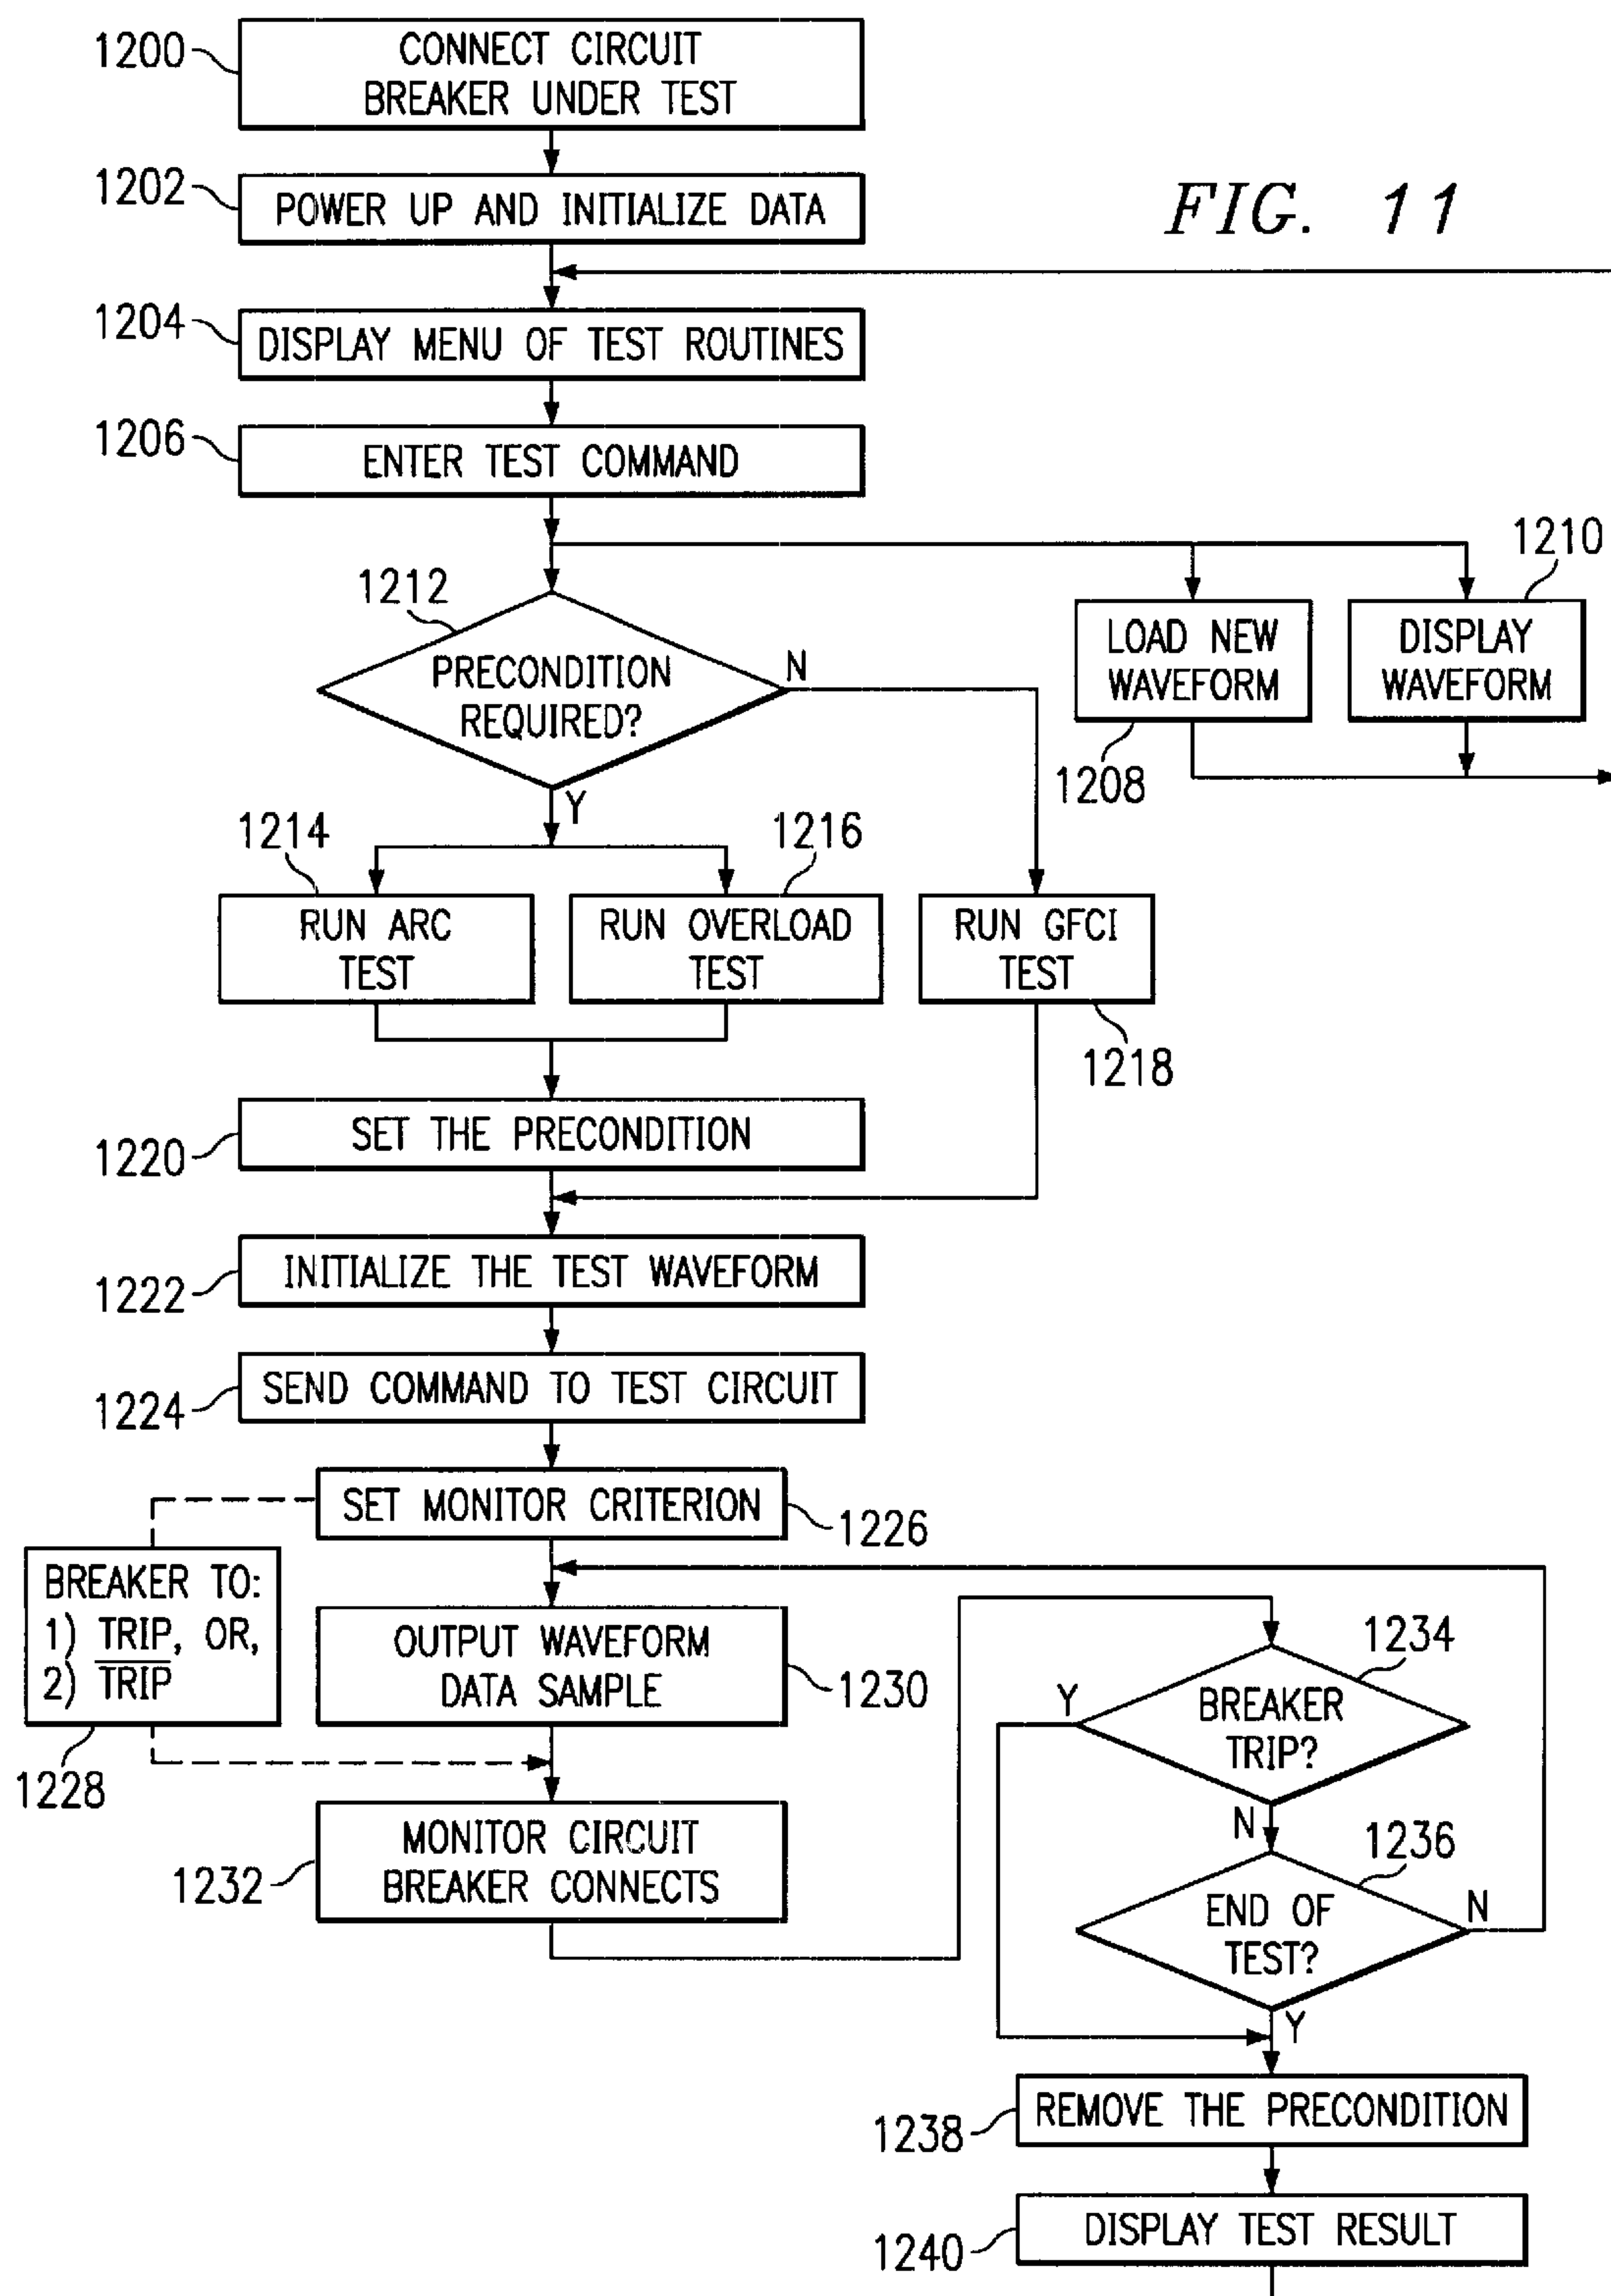 FIG. 11
1200
CONNECT CIRCUIT
BREAKER UNDER TEST
1202
POWER UP AND INITIALIZE DATA
1204
DISPLAY MENU OF TEST ROUTINES
1206
ENTER TEST COMMAND
1210
1212
LOAD NEW
WAVEFORM
DISPLAY
WAVEFORM
PRECONDITION
REQUIRED?
N
1208
Y
1214
1216
RUN ARC
TEST
RUN OVERLOAD
TEST
RUN GFCI
TEST
1218
SET THE PRECONDITION
1220
INITIALIZE THE TEST WAVEFORM
1222
SEND COMMAND TO TEST CIRCUIT
1224
SET MONITOR CRITERION
1226
BREAKER TO:
1) TRIP, OR,
2) T̅R̅I̅P̅
1228
OUTPUT WAVEFORM
DATA SAMPLE
1230
MONITOR CIRCUIT
BREAKER CONNECTS
1232
1234
BREAKER
TRIP?
Y
N
1236
END OF
TEST?
N
Y
REMOVE THE PRECONDITION
1238
DISPLAY TEST RESULT
1240